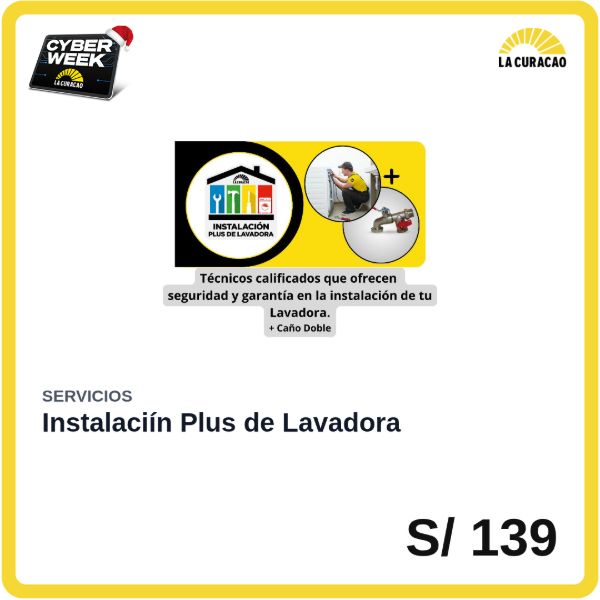 CYBER
WEEK
LA CURACAO
LA CURACAO
INSTALACIÓN
PLUS DE LAVADORA
+
Técnicos calificados que ofrecen
seguridad y garantía en la instalación de tu
Lavadora.
+ Caño Doble
SERVICIOS
Instalaciín Plus de Lavadora
S/ 139